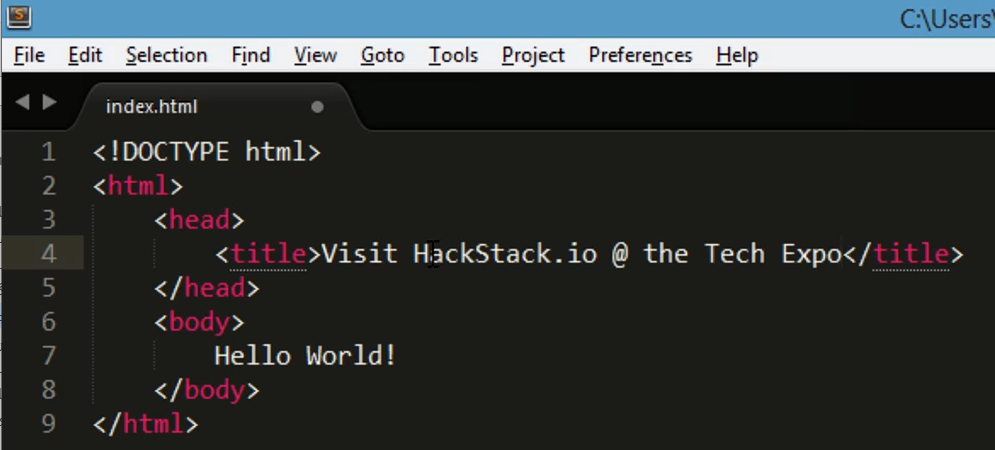 C:\Users\
File Edit Selection Find View Goto Tools Project Preferences Help
index.html
1 <!DOCTYPE html>
2 <html>
3 <head>
4 <title>Visit HackStack.io @ the Tech Expo</title>
5 </head>
6 <body>
7 Hello World!
8 </body>
9 </html>